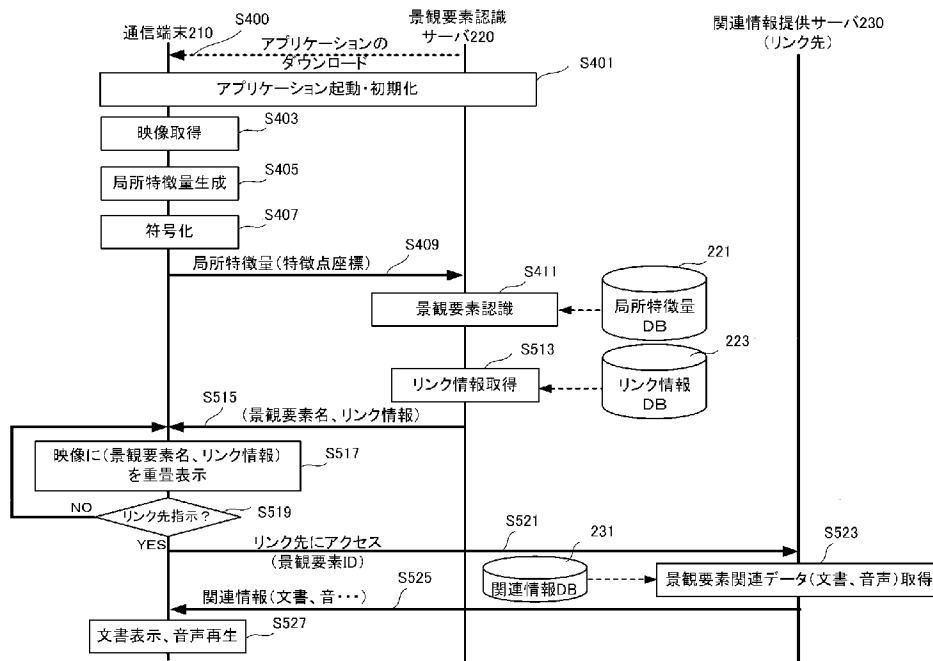 通信端末210
景観要素認識
サーバ220
関連情報提供サーバ230
(リンク先)
S400
アプリケーションの
ダウンロード
S401
アプリケーション起動・初期化
S403
映像取得
S405
局所特徴量生成
S407
符号化
局所特徴量(特徴点座標)
S409
S411
景観要素認識
221
局所特徴量
DB
S513
リンク情報取得
223
リンク情報
DB
S515
(景観要素名、リンク情報)
映像に(景観要素名、リンク情報)
を重畳表示
S517
NO
リンク先指示?
S519
YES
リンク先にアクセス
(景観要素ID)
S521
231
関連情報DB
S523
景観要素関連データ(文書、音声)取得
関連情報(文書、音・・・)
S525
文書表示、音声再生
S527